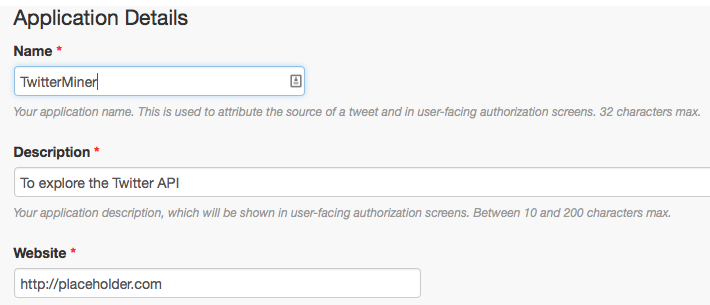 Application Details
Name *
TwitterMiner
Your application name. This is used to attribute the source of a tweet and in user-facing authorization screens. 32 characters max.
Description *
To explore the Twitter API
Your application description, which will be shown in user-facing authorization screens. Between 10 and 200 characters max.
Website *
http://placeholder.com